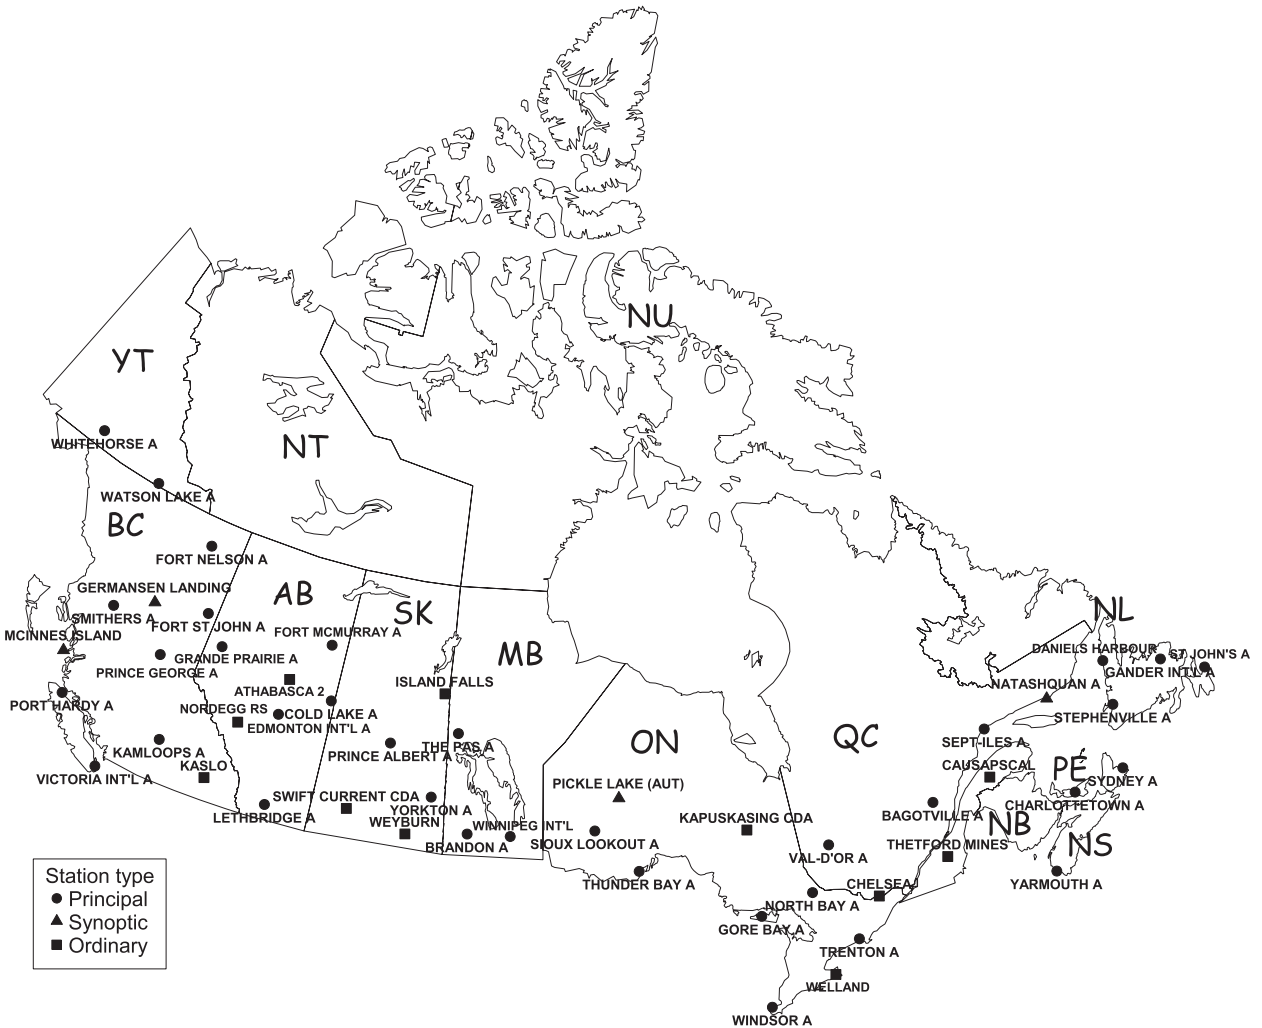 NU
YT
NT
WHITEHORSE A
WATSON LAKE A
BC
FORT NELSON A
GERMANSEN LANDING
AB
SK
NL
SMITHERS A
FORT ST JOHN A
FORT MCMURRAY A
MCINNES ISLAND
MB
DANIELS HARBOUR
ST JOHN'S A
GRANDE PRAIRIE A
PRINCE GEORGE A
GANDER INT'L A
ISLAND FALLS
NATASHQUAN A
ATHABASCA 2
PORT HARDY A
NORDEGG RS
COLD LAKE A
STEPHENVILLE A
EDMONTON INT'L A
ON
QC
SEPT-ILES A
THE PAS A
KAMLOOPS A
PRINCE ALBERT A
KASLO
CAUSAPSCAL
PÉ
VICTORIA INT'L A
PICKLE LAKE (AUT)
SYDNEY A
SWIFT CURRENT CDA
CHARLOTTETOWN A
YORKTON A
LETHBRIDGE A
KAPUSKASING CDA
BAGOTVILLE A
NB
WEYBURN
WINNIPEG INT'L
BRANDON A
SIOUX LOOKOUT A
THETFORD MINES
NS
VAL-D'OR A
Station type
THUNDER BAY A
CHELSEA
YARMOUTH A
Principal
NORTH BAY A
Synoptic
GORE BAY A
Ordinary
TRENTON A
WELLAND
WINDSOR A